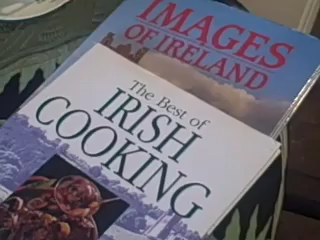 IMAGES
OF IRELAND
The Best of
IRISH
COOKING